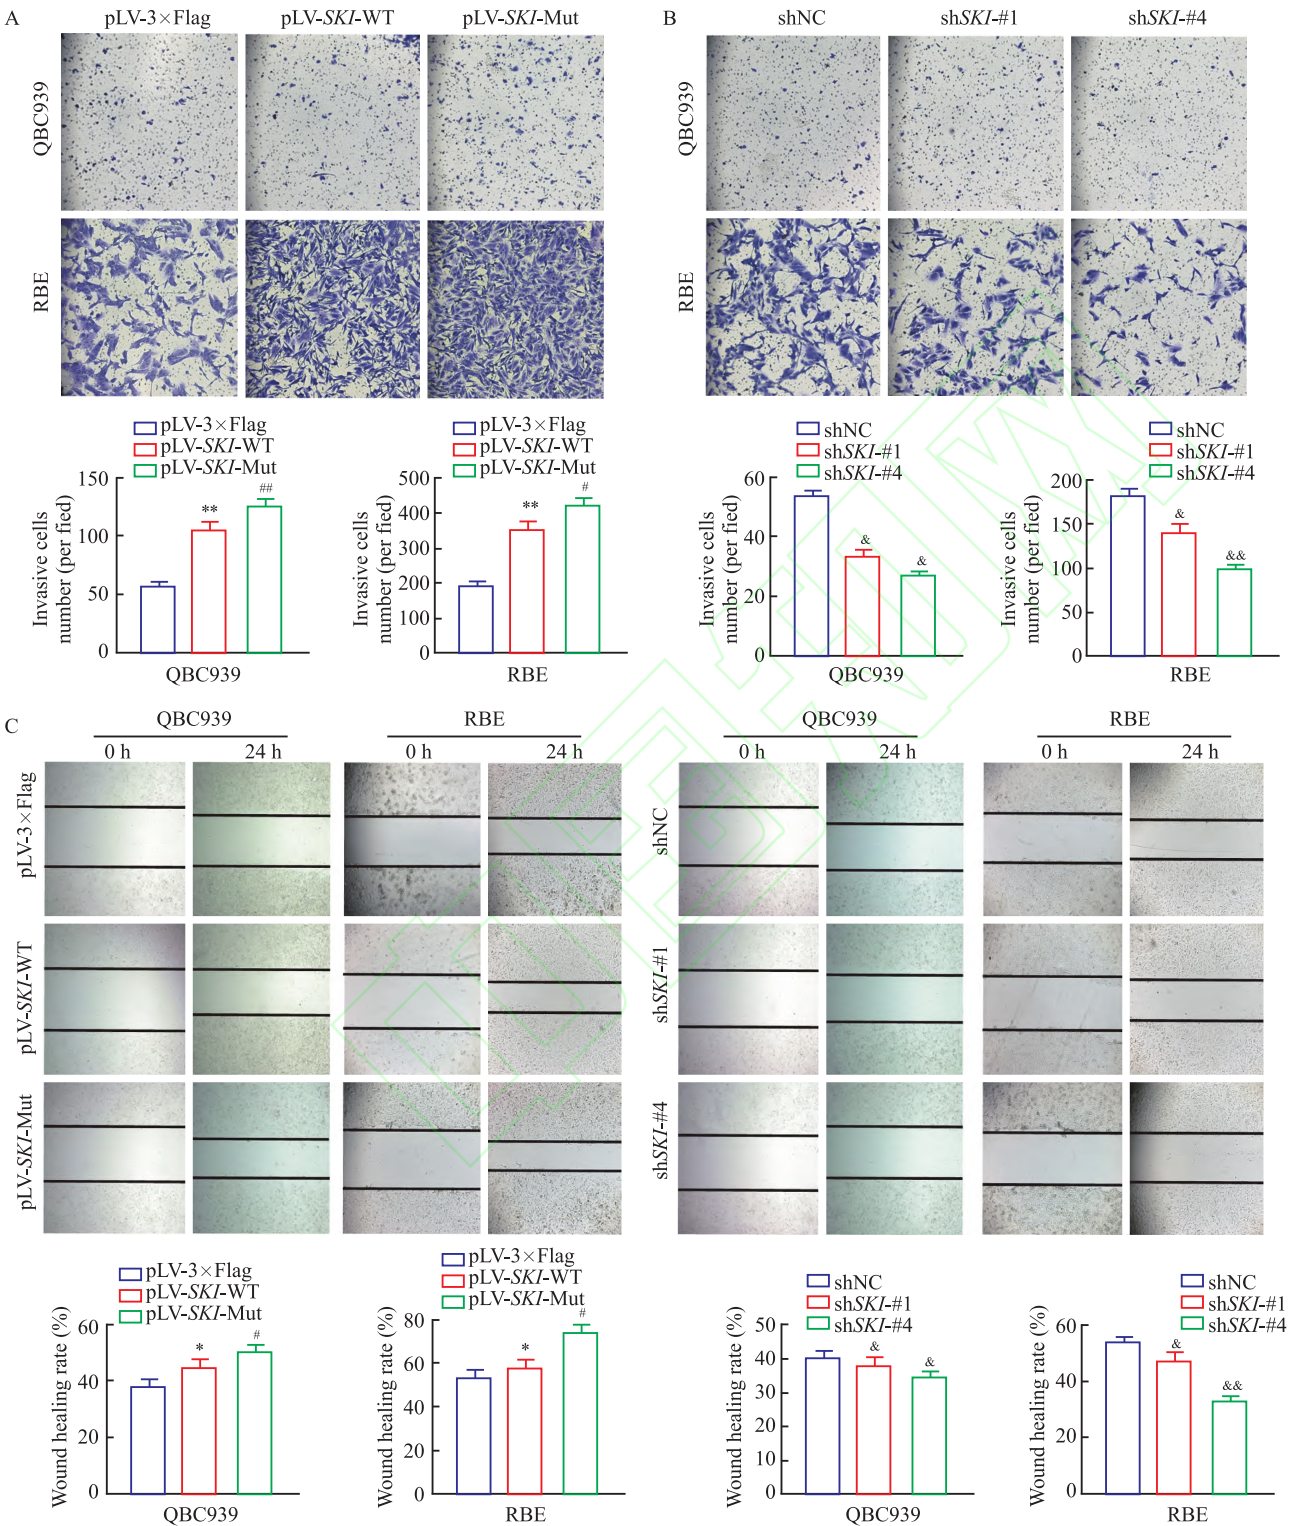 A
pLV-3×Flag
pLV-SKI-WT
pLV-SKI-Mut
QBC939
RBE
pLV-3×Flag
pLV-SKI-WT
pLV-SKI-Mut
Invasive cells
number (per fied)
150
100
50
0
**
##
QBC939
pLV-3×Flag
pLV-SKI-WT
pLV-SKI-Mut
Invasive cells
number (per fied)
500
400
300
200
100
0
**
#
RBE
B
shNC
shSKI-#1
shSKI-#4
QBC939
RBE
shNC
shSKI-#1
shSKI-#4
Invasive cells
number (per fied)
60
40
20
0
&
&
QBC939
shNC
shSKI-#1
shSKI-#4
Invasive cells
number (per fied)
200
150
100
50
0
&
&&
RBE
C
QBC939
RBE
0 h
24 h
0 h
24 h
pLV-3×Flag
pLV-SKI-WT
pLV-SKI-Mut
QBC939
RBE
0 h
24 h
0 h
24 h
shNC
shSKI-#1
shSKI-#4
pLV-3×Flag
pLV-SKI-WT
pLV-SKI-Mut
Wound healing rate (%)
60
40
20
0
*
#
QBC939
pLV-3×Flag
pLV-SKI-WT
pLV-SKI-Mut
Wound healing rate (%)
80
60
40
20
0
*
#
RBE
shNC
shSKI-#1
shSKI-#4
Wound healing rate (%)
50
40
30
20
10
0
&
&
QBC939
shNC
shSKI-#1
shSKI-#4
Wound healing rate (%)
60
40
20
0
&
&&
RBE